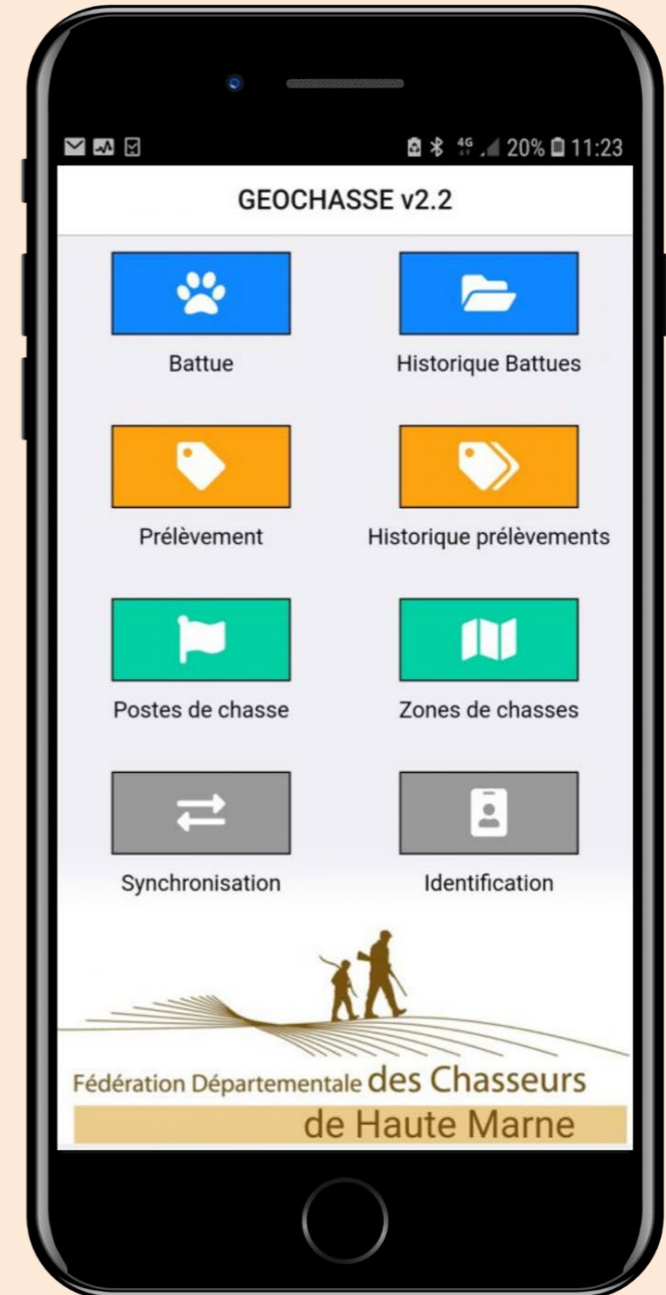 4G 20% 11:23
GEOCHASSE v2.2
Battue Historique Battues
Prélèvement Historique prélèvements
Postes de chasse Zones de chasses
Synchronisation Identification
Fédération Départementale des Chasseurs
de Haute Marne